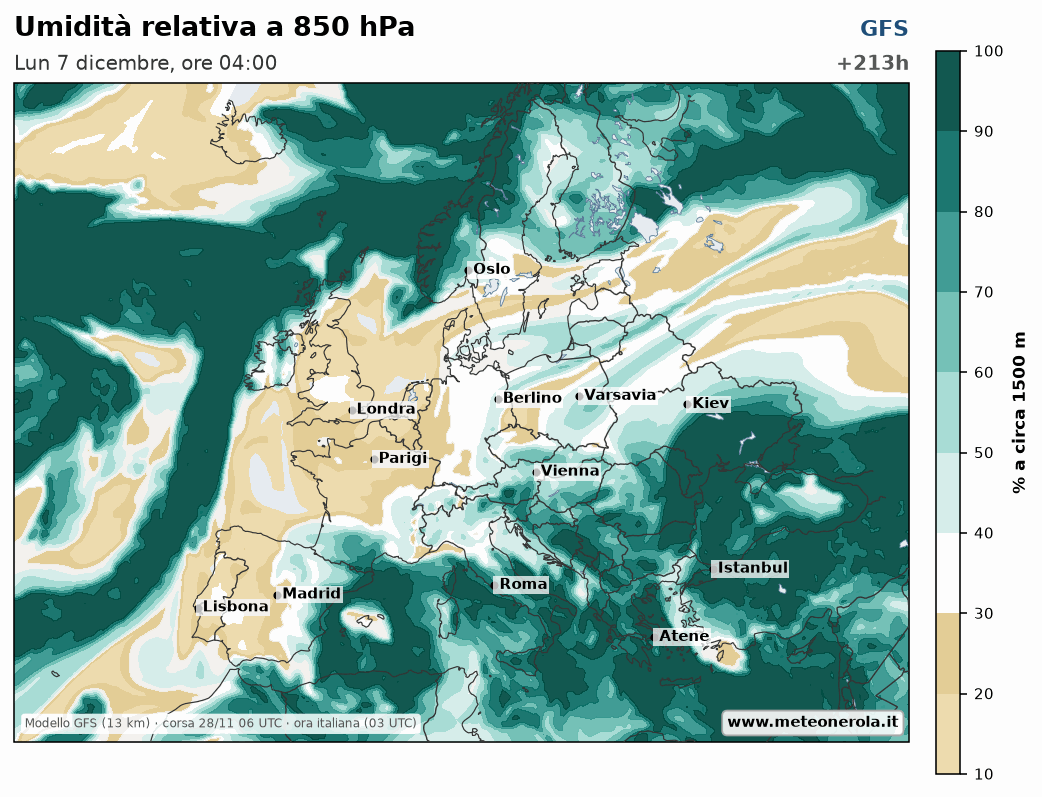 Umidità relativa a 850 hPa
GFS
Lun 7 dicembre, ore 04:00
+213h
100
90
80
70
60
50
40
30
20
10
% a circa 1500 m
Oslo
Berlino
Varsavia
Kiev
Londra
Parigi
Vienna
Istanbul
Roma
Madrid
Lisbona
Atene
Modello GFS (13 km) · corsa 28/11 06 UTC · ora italiana (03 UTC)
www.meteonerola.it